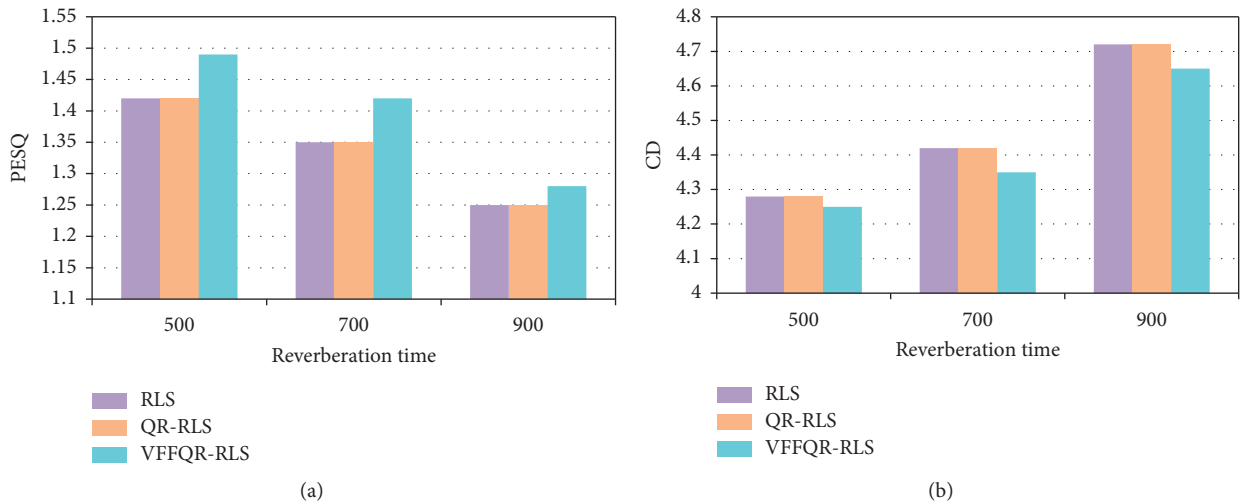 PESQ
1.55
1.5
1.45
1.4
1.35
1.3
1.25
1.2
1.15
1.1
500 700 900
Reverberation time
RLS
QR-RLS
VFFQR-RLS
(a)
CD
4.8
4.7
4.6
4.5
4.4
4.3
4.2
4.1
4
500 700 900
Reverberation time
RLS
QR-RLS
VFFQR-RLS
(b)